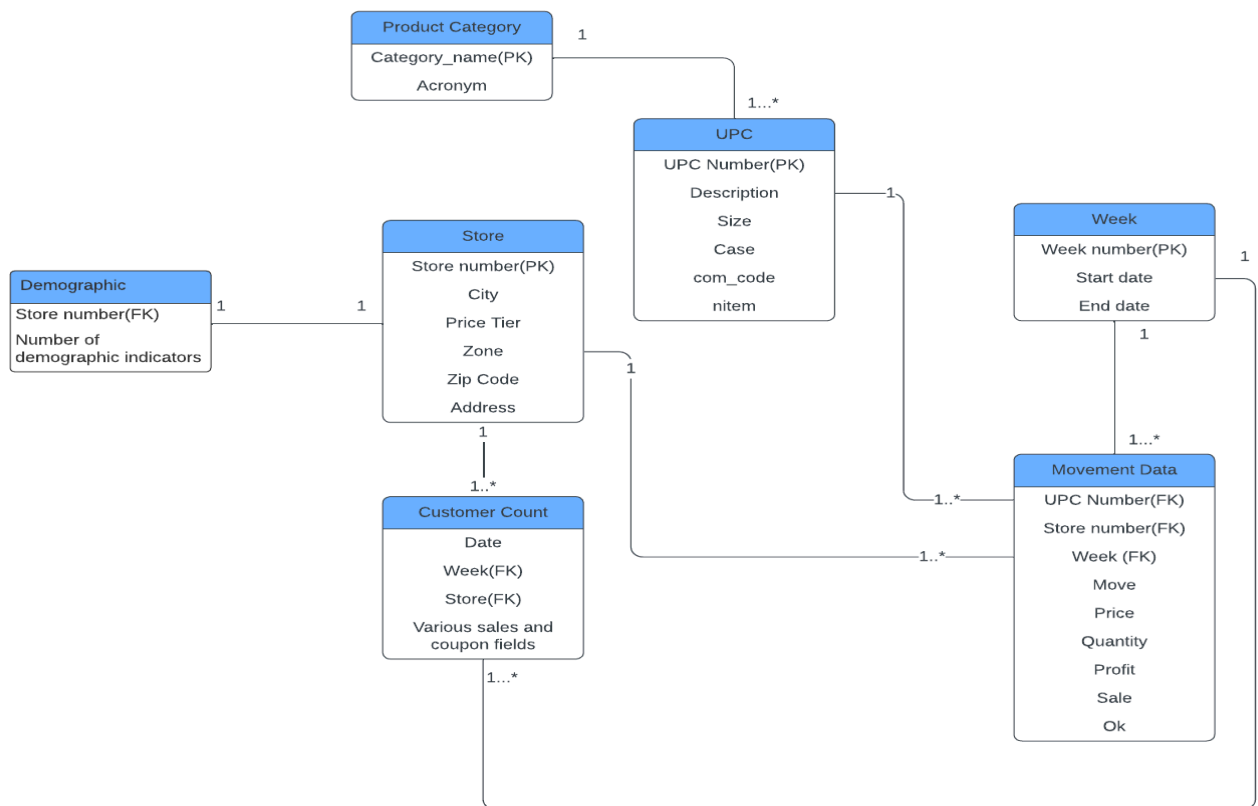 Product Category
Category_name(PK)
Acronym
1
1...*
UPC
UPC Number(PK)
Description
Size
Case
com_code
nitem
1
Week
Week number(PK)
Start date
End date
1
1
Store
Store number(PK)
City
Price Tier
Zone
Zip Code
Address
1
Demographic
Store number(FK)
Number of
demographic indicators
1
1
1
1..*
Customer Count
Date
Week(FK)
Store(FK)
Various sales and
coupon fields
1...*
1...*
Movement Data
UPC Number(FK)
Store number(FK)
Week (FK)
Move
Price
Quantity
Profit
Sale
Ok
1..*
1..*